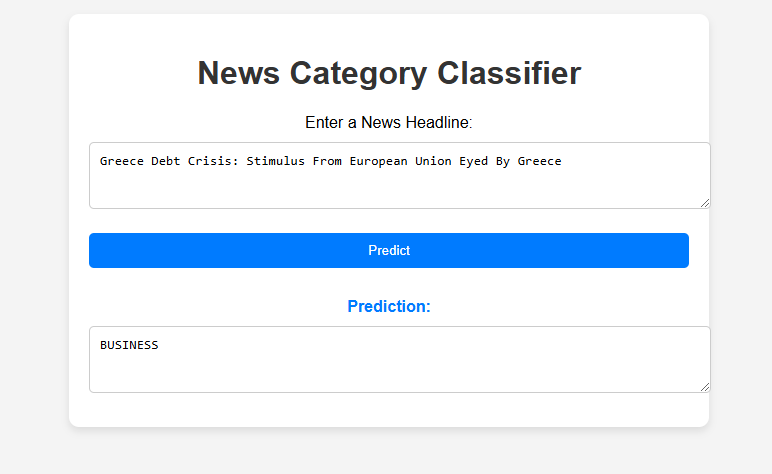 News Category Classifier
Enter a News Headline:
Greece Debt Crisis: Stimulus From European Union Eyed By Greece
Predict
Prediction:
BUSINESS